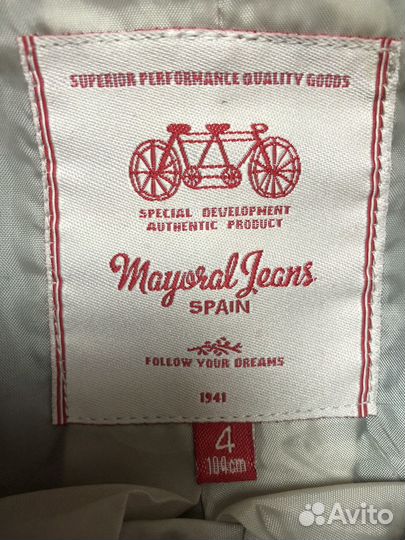 SUPERIOR PERFORMANCE QUALITY GOODS
SPECIAL DEVELOPMENT
AUTHENTIC PRODUCT
Mayoral Jeans
SPAIN
FOLLOW YOUR DREAMS
1941
4
104cm
Avito